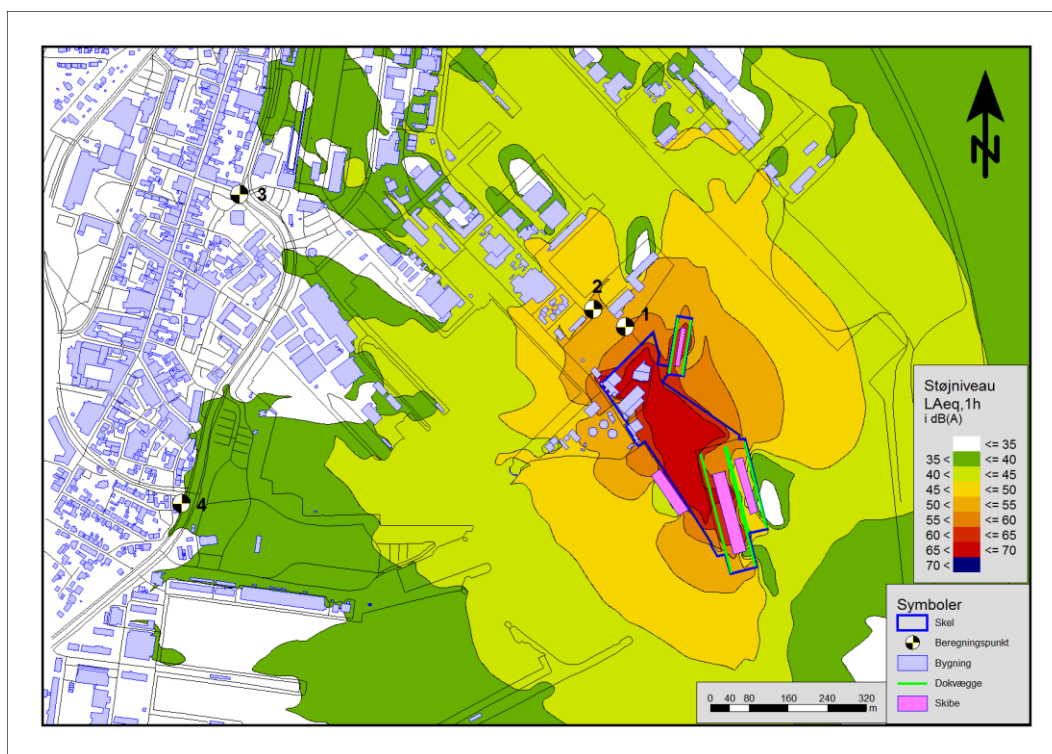 N
3
2
1
4
Støjniveau
LAeq,1h
i dB(A)
<= 35
35 < <= 40
40 < <= 45
45 < <= 50
50 < <= 55
55 < <= 60
60 < <= 65
65 < <= 70
70 <
Symboler
Skel
Beregningspunkt
Bygning
Dokvægge
Skibe
0 40 80 160 240 320
m